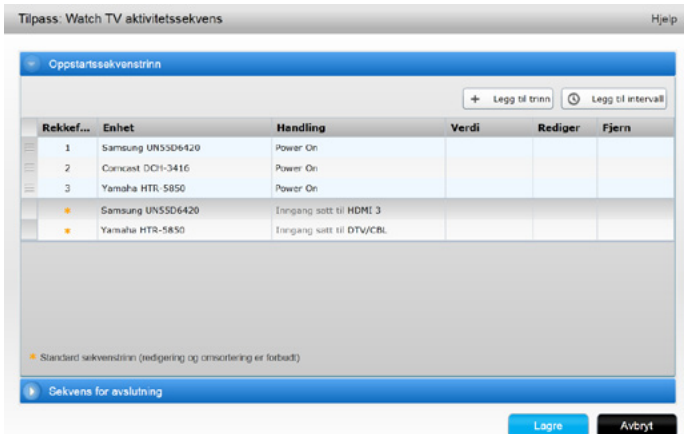 Tilpass: Watch TV aktivitetssekvens Hjelp
Oppstartssekvenstrinn
+ Legg til trinn Legg til intervall
Rekkef... Enhet Handling Verdi Rediger Fjern
1 Samsung UN55D6420 Power On
2 Comcast DCH-3416 Power On
3 Yamaha HTR-5850 Power On
Samsung UN55D6420 Inngang satt til HDMI 3
Yamaha HTR-5850 Inngang satt til DTV/CBL
Standard sekvenstrinn (redigering og omsortering er forbudt)
Sekvens for avslutning
Lagre Avbryt